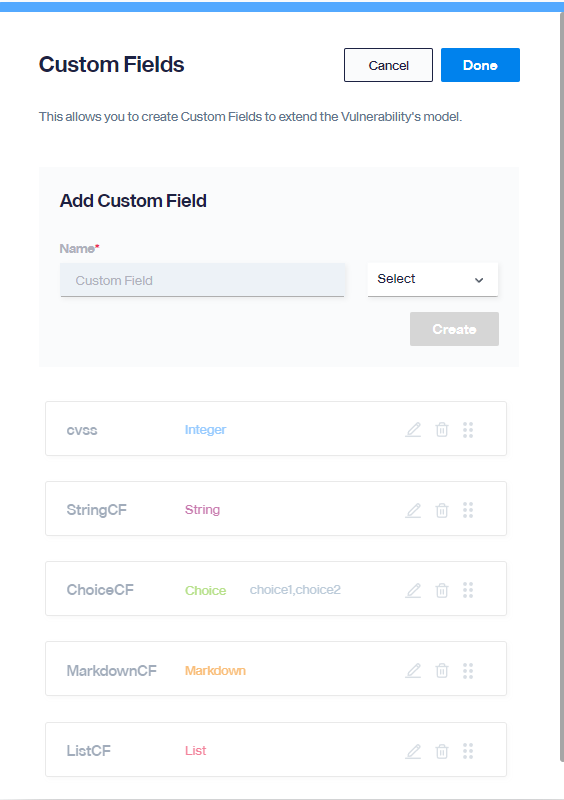 Custom Fields
Cancel
Done
This allows you to create Custom Fields to extend the Vulnerability's model.
Add Custom Field
Name*
Custom Field
Select
Create
cvss Integer
StringCF String
ChoiceCF Choice choice1,choice2
MarkdownCF Markdown
ListCF List